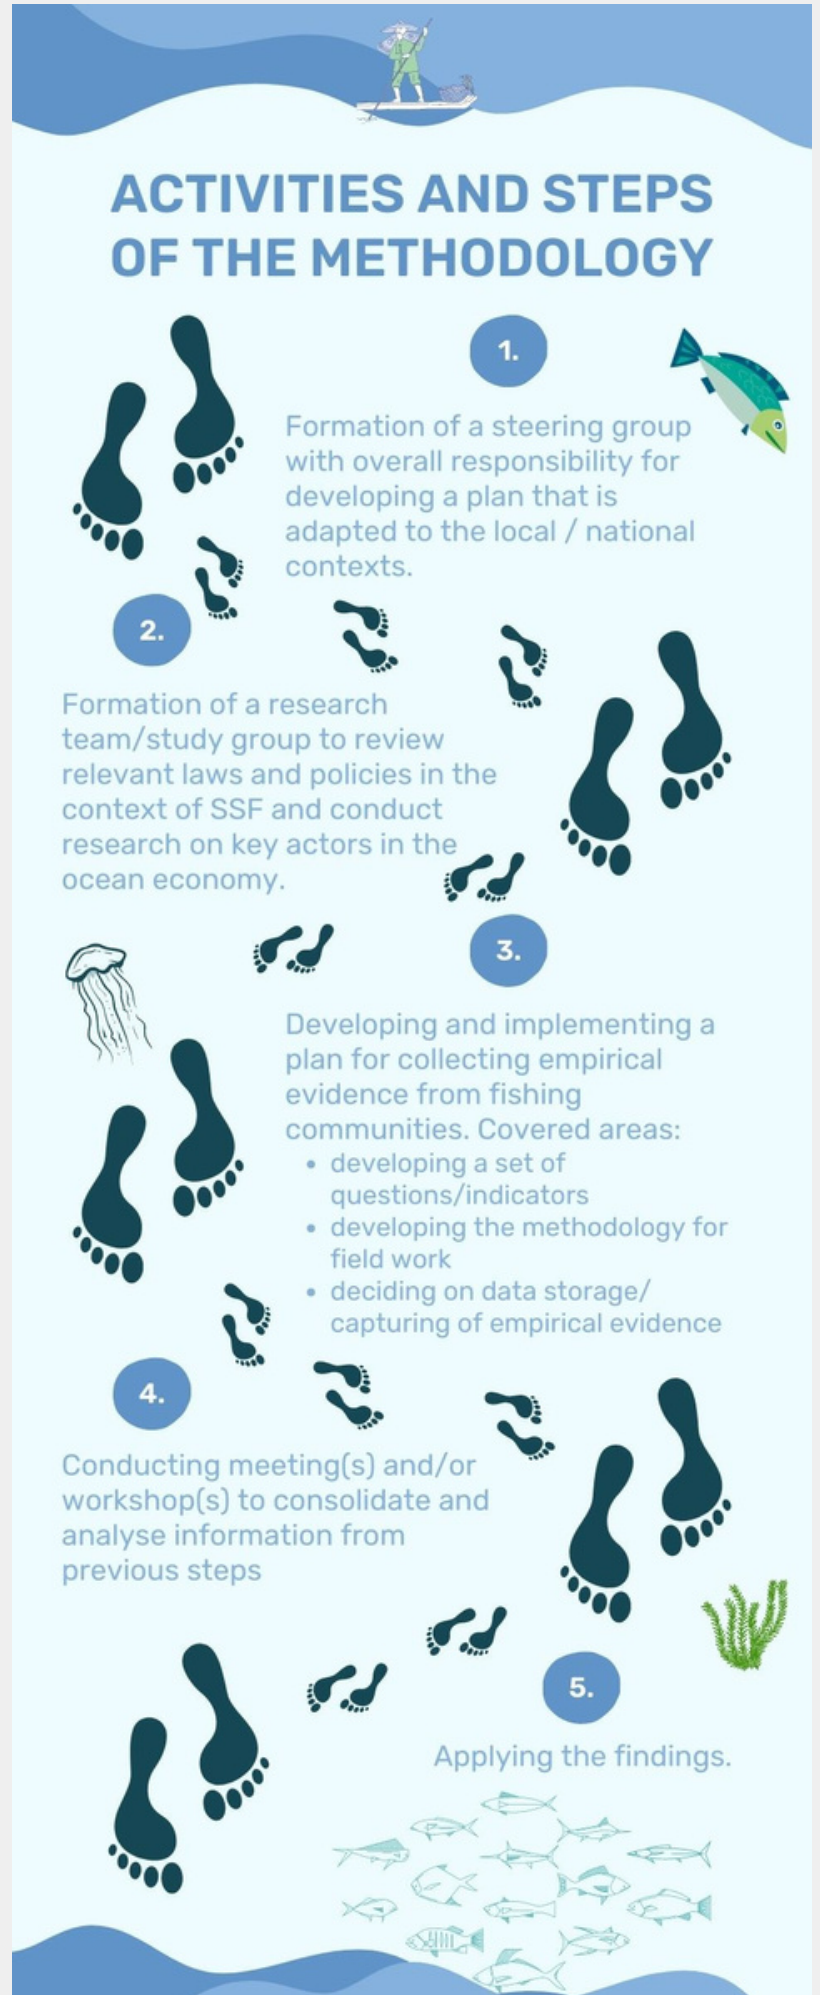 ACTIVITIES AND STEPS
OF THE METHODOLOGY
1.
Formation of a steering group
with overall responsibility for
developing a plan that is
adapted to the local / national
contexts.
2.
Formation of a research
team/study group to review
relevant laws and policies in the
context of SSF and conduct
research on key actors in the
ocean economy.
3.
Developing and implementing a
plan for collecting empirical
evidence from fishing
communities. Covered areas:
• developing a set of
questions/indicators
• developing the methodology for
field work
• deciding on data storage/
capturing of empirical evidence
4.
Conducting meeting(s) and/or
workshop(s) to consolidate and
analyse information from
previous steps
5.
Applying the findings.